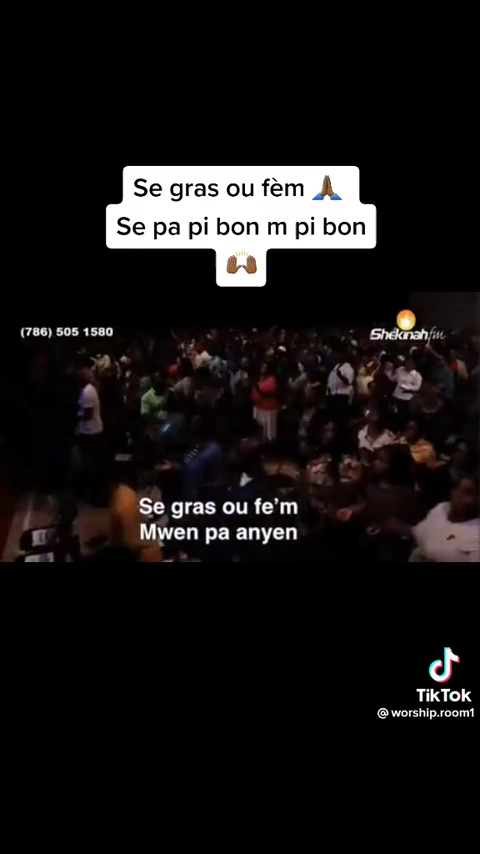 Se gras ou fèm 🙏🏾
Se pa pi bon m pi bon
🙌🏾
(786) 505 1580
Shekinah fm
Se gras ou fe’m
Mwen pa anyen
TikTok
@worship.room1